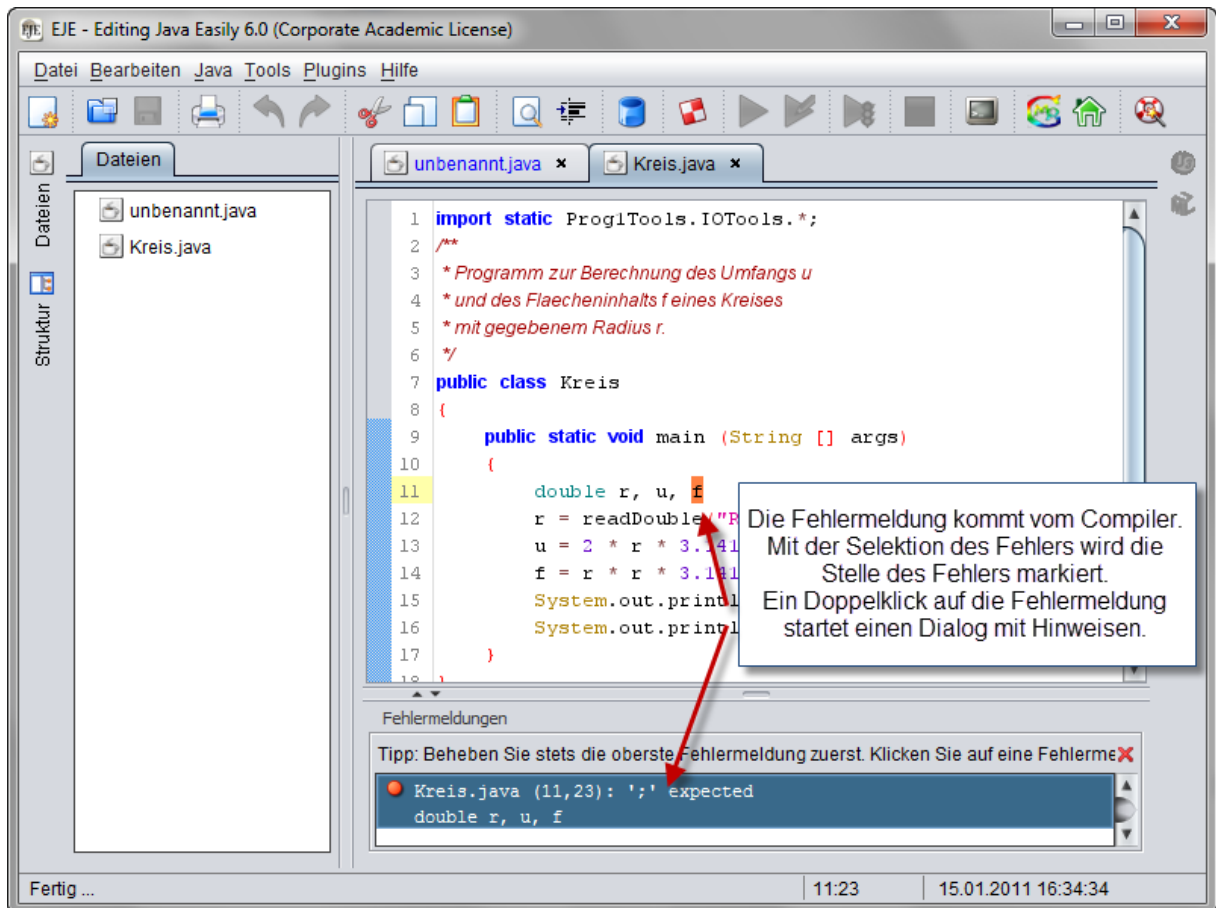 EJE - Editing Java Easily 6.0 (Corporate Academic License)
Datei Bearbeiten Java Tools Plugins Hilfe
Dateien
Struktur
Dateien
unbenannt.java
Kreis.java
unbenannt.java
Kreis.java
1 import static Prog1Tools.IOTools.*;
2 /**
3 * Programm zur Berechnung des Umfangs u
4 * und des Flaecheninhalts f eines Kreises
5 * mit gegebenem Radius r.
6 */
7 public class Kreis
8 {
9 public static void main (String [] args)
10 {
11 double r, u, f
12 r = readDouble("R
13 u = 2 * r * 3.141
14 f = r * r * 3.141
15 System.out.printl
16 System.out.printl
17 }
18 }
Die Fehlermeldung kommt vom Compiler.
Mit der Selektion des Fehlers wird die
Stelle des Fehlers markiert.
Ein Doppelklick auf die Fehlermeldung
startet einen Dialog mit Hinweisen.
Fehlermeldungen
Tipp: Beheben Sie stets die oberste Fehlermeldung zuerst. Klicken Sie auf eine Fehlerme
Kreis.java (11,23): ';' expected
double r, u, f
Fertig ...
11:23
15.01.2011 16:34:34